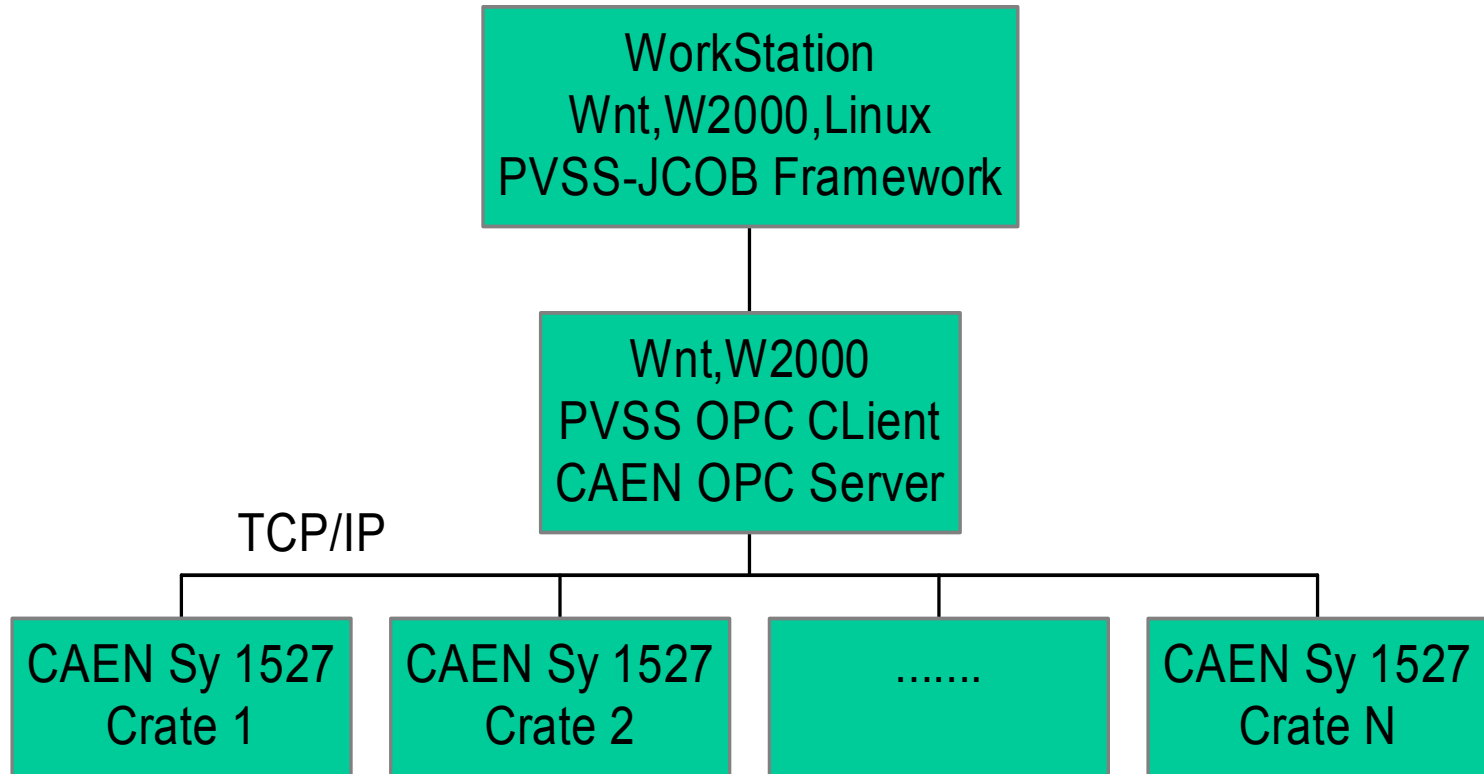 WorkStation
Wnt,W2000,Linux
PVSS-JCOB Framework
Wnt,W2000
PVSS OPC CLient
CAEN OPC Server
TCP/IP
CAEN Sy 1527
Crate 1
CAEN Sy 1527
Crate 2
.......
CAEN Sy 1527
Crate N